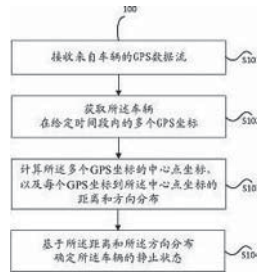 100
接收来自车辆的GPS数据流
S101
获取所述车辆
在给定时间段内的多个GPS坐标
S102
计算所述多个GPS坐标的中心点坐标、
以及每个GPS坐标到所述中心点坐标的
距离和方向分布
S103
基于所述距离和所述方向分布
确定所述车辆的静止状态
S104